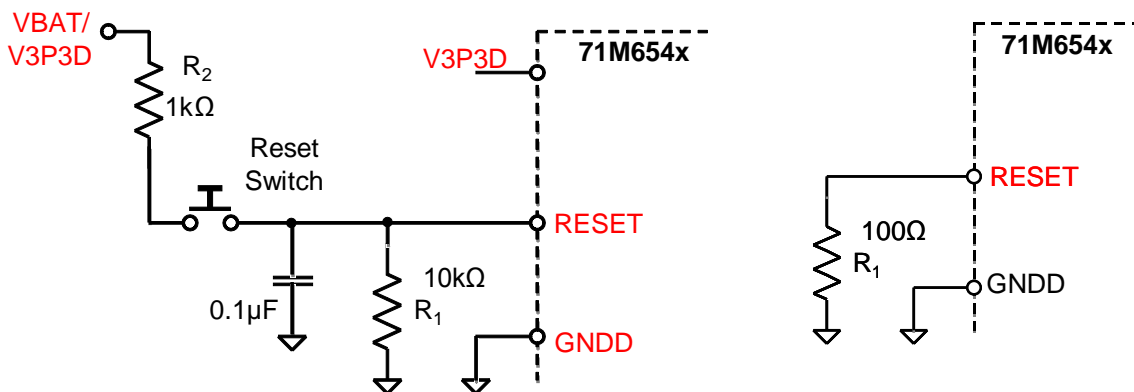 VBAT/
V3P3D
R2
1kΩ
Reset
Switch
0.1µF
10kΩ
R1
V3P3D
71M654x
RESET
GNDD
71M654x
RESET
100Ω
R1
GNDD